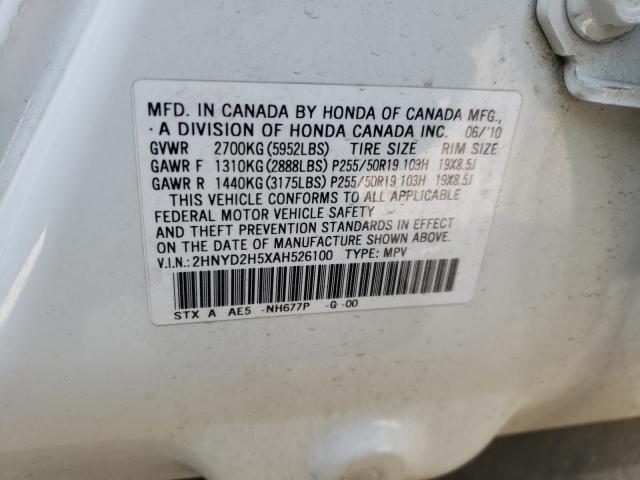 MFD. IN CANADA BY HONDA OF CANADA MFG.,
A DIVISION OF HONDA CANADA INC. 06/'10
GVWR 2700KG(5952LBS) TIRE SIZE RIM SIZE
GAWR F 1310KG(2888LBS) P255/50R19 103H 19X8.5J
GAWR R 1440KG(3175LBS) P255/50R19 103H 19X8.5J
THIS VEHICLE CONFORMS TO ALL APPLICABLE
FEDERAL MOTOR VEHICLE SAFETY
AND THEFT PREVENTION STANDARDS IN EFFECT
ON THE DATE OF MANUFACTURE SHOWN ABOVE.
V.I.N.:2HNYD2H5XAH526100 TYPE: MPV
STX A AE5 -NH677P -G -00